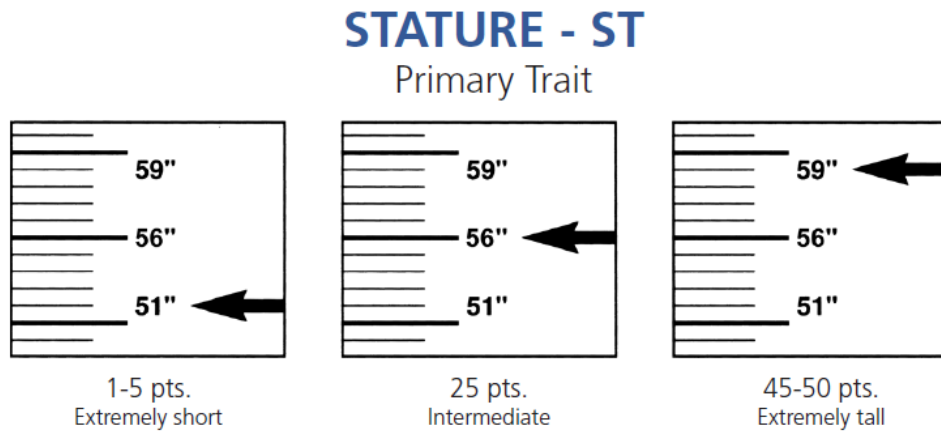 STATURE - ST
Primary Trait
59"
56"
51"
1-5 pts.
Extremely short
59"
56"
51"
25 pts.
Intermediate
59"
56"
51"
45-50 pts.
Extremely tall